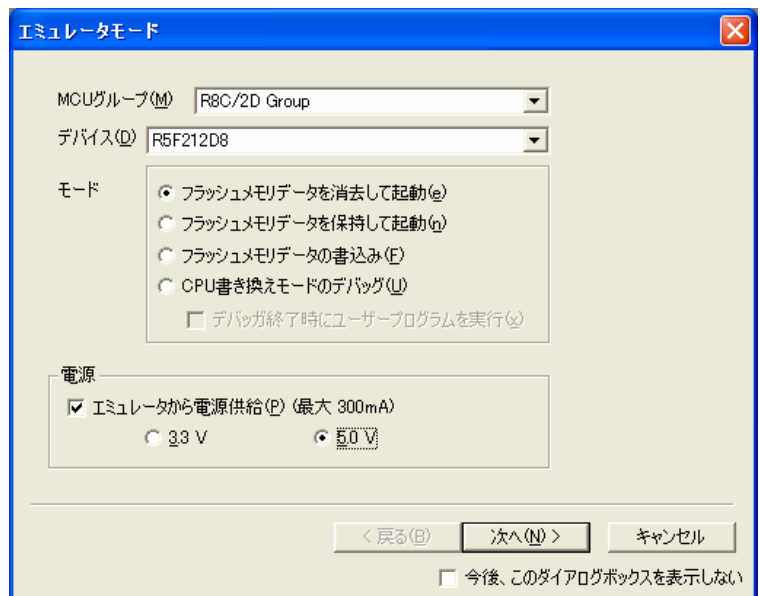 エミュレータモード
MCUグループ(M) R8C/2D Group
デバイス(D) R5F212D8
モード
フラッシュメモリデータを消去して起動(e)
フラッシュメモリデータを保持して起動(n)
フラッシュメモリデータの書込み(F)
CPU書き換えモードのデバッグ(U)
デバッガ終了時にユーザープログラムを実行(x)
電源
エミュレータから電源供給(P) (最大 300mA)
3.3 V 5.0 V
< 戻る(B) 次へ(N) > キャンセル
今後、このダイアログボックスを表示しない